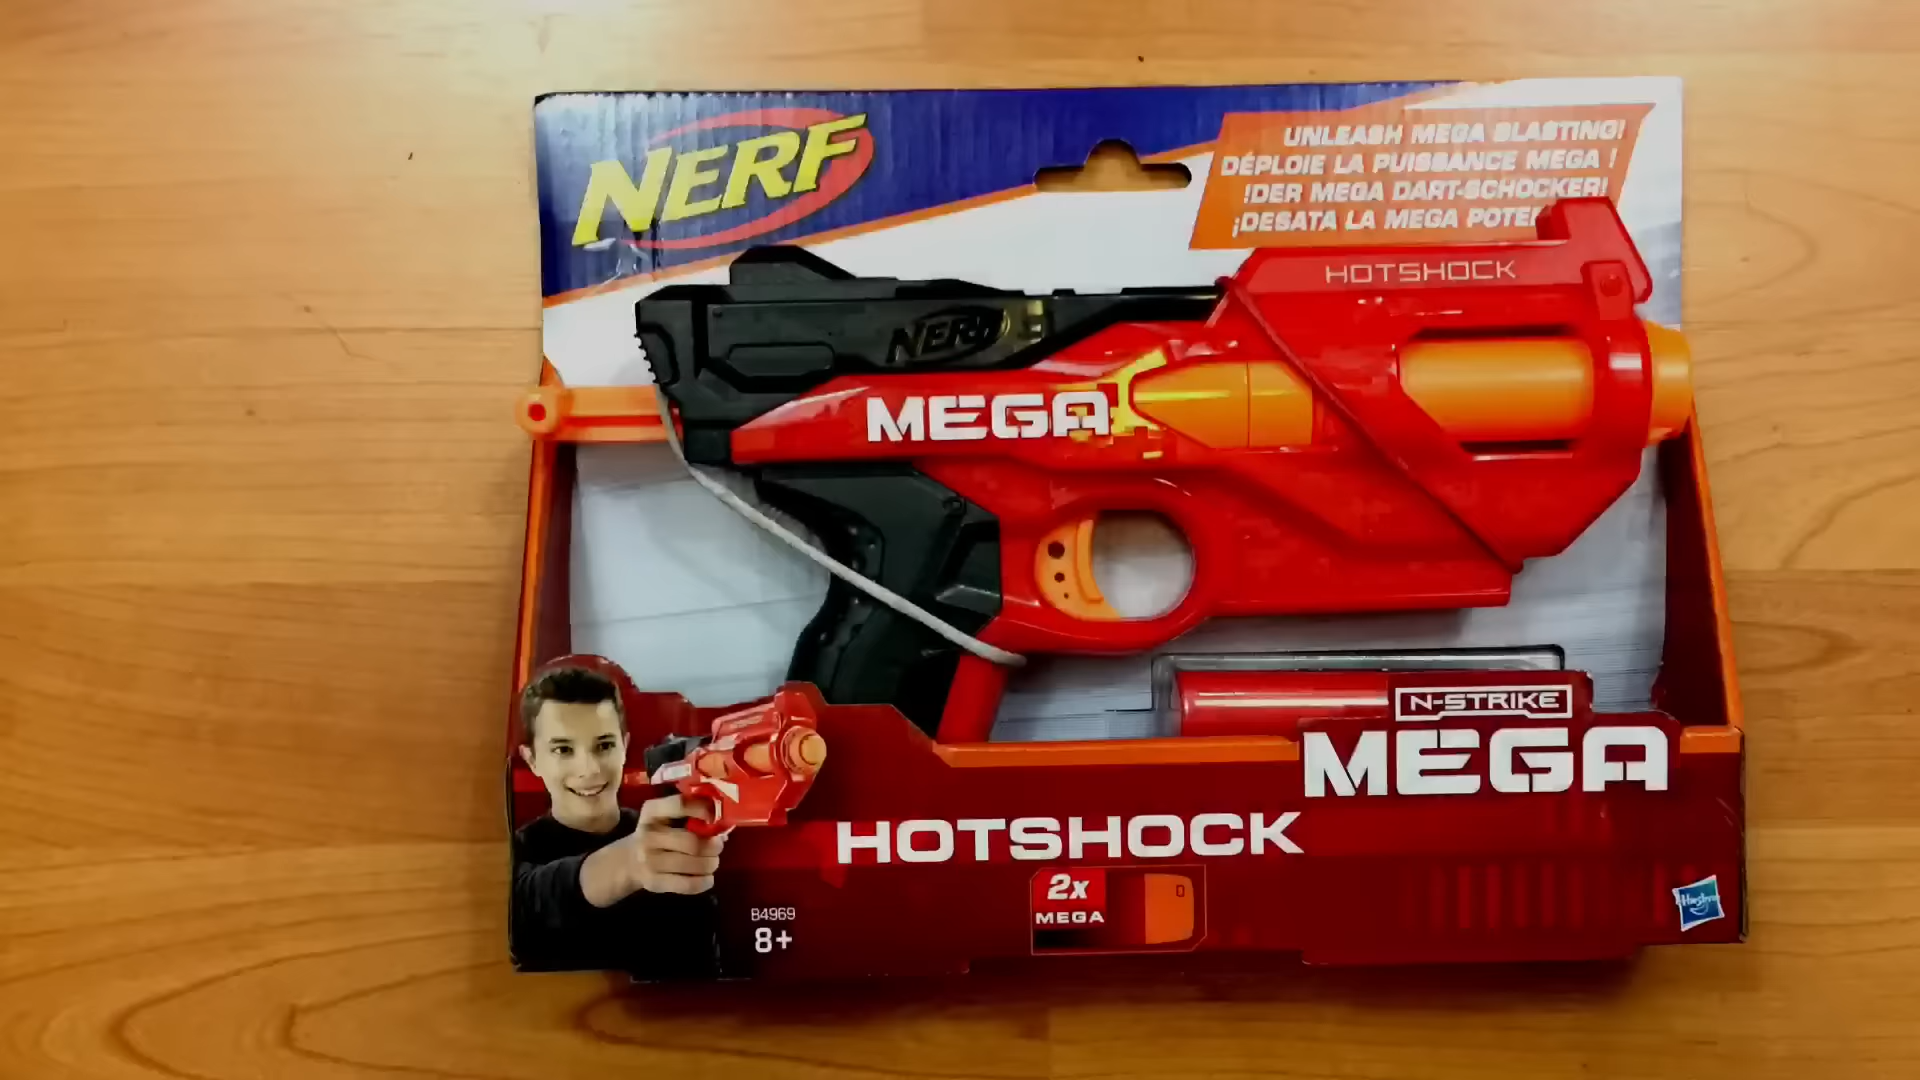 NERF
UNLEASH MEGA BLASTING!
DÉPLOIE LA PUISSANCE MEGA !
!DER MEGA DART-SCHOCKER!
¡DESATA LA MEGA
HOTSHOCK
NERF
MEGA
N-STRIKE
MEGA
HOTSHOCK
2x
MEGA
B4969
8+
Hasbro